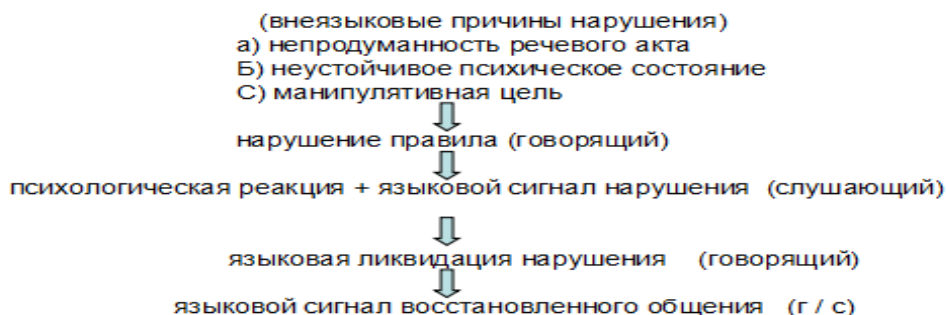 (внеязыковые причины нарушения)
а) непродуманность речевого акта
Б) неустойчивое психическое состояние
С) манипулятивная цель
нарушение правила (говорящий)
психологическая реакция + языковой сигнал нарушения (слушающий)
языковая ликвидация нарушения (говорящий)
языковой сигнал восстановленного общения (г / с)